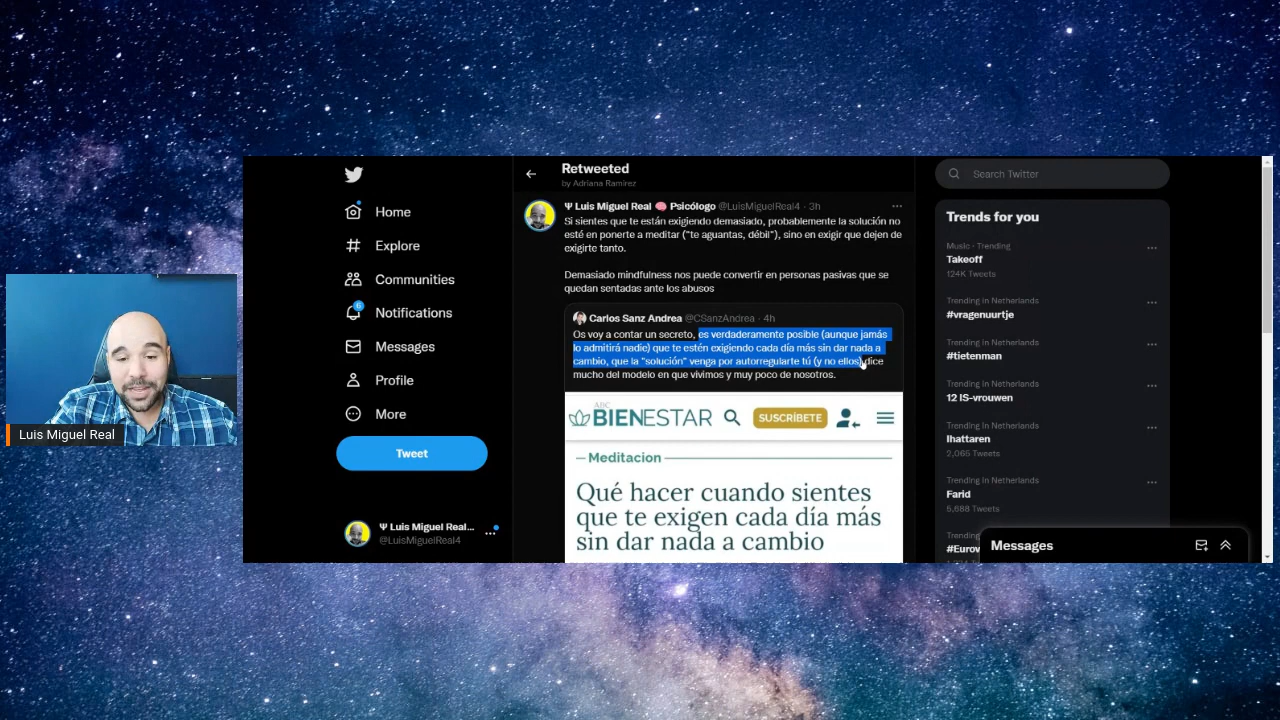 Luis Miguel Real
Home
Explore
Communities
6
Notifications
Messages
Profile
More
Tweet
Ψ Luis Miguel Real...
@LuisMiguelReal4
Retweeted
by Adriana Ramirez
Ψ Luis Miguel Real 🧠 Psicólogo @LuisMiguelReal4 · 3h
Si sientes que te están exigiendo demasiado, probablemente la solución no
esté en ponerte a meditar ("te aguantas, débil"), sino en exigir que dejen de
exigirte tanto.
Demasiado mindfulness nos puede convertir en personas pasivas que se
quedan sentadas ante los abusos
Carlos Sanz Andrea @CSanzAndrea · 4h
Os voy a contar un secreto, es verdaderamente posible (aunque jamás
lo admitirá nadie) que te estén exigiendo cada día más sin dar nada a
cambio, que la "solución" venga por autorregularte tú (y no ellos) dice
mucho del modelo en que vivimos y muy poco de nosotros.
ABC
BIENESTAR
SUSCRÍBETE
Meditacion
Qué hacer cuando sientes
que te exigen cada día más
sin dar nada a cambio
Search Twitter
Trends for you
Music · Trending
Takeoff
124K Tweets
Trending in Netherlands
#vragenuurtje
Trending in Netherlands
#tietenman
Trending in Netherlands
12 IS-vrouwen
Trending in Netherlands
Ihattaren
2,065 Tweets
Trending in Netherlands
Farid
5,688 Tweets
Trending
#Eurov
Messages